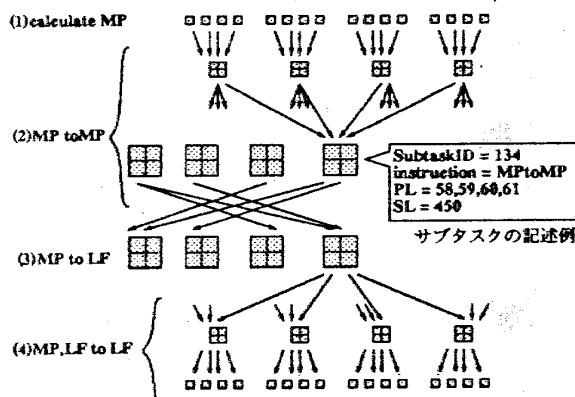 (1)calculate MP
(2)MP toMP
SubtaskID = 134
instruction = MPtoMP
PL = 58,59,60,61
SL = 450
サブタスクの記述例
(3)MP to LF
(4)MP,LF to LF